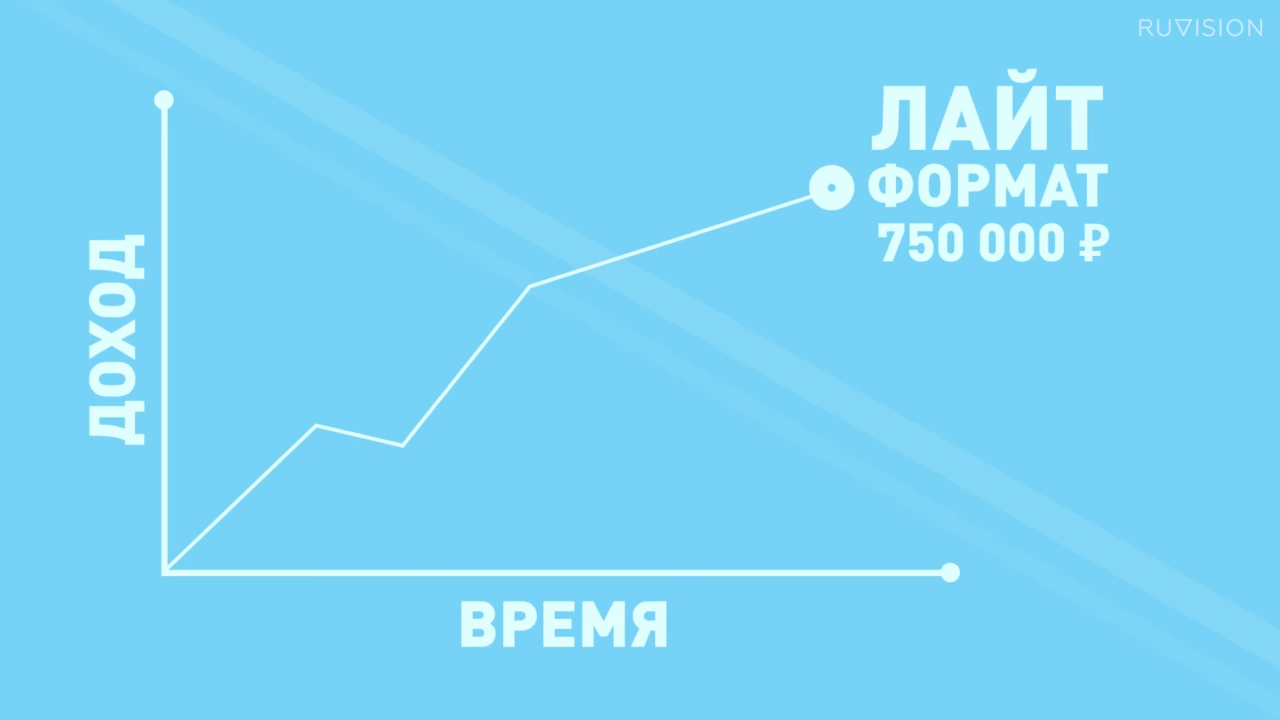 RUVISION
ЛАЙТ
ФОРМАТ
750 000 ₽
ДОХОД
ВРЕМЯ